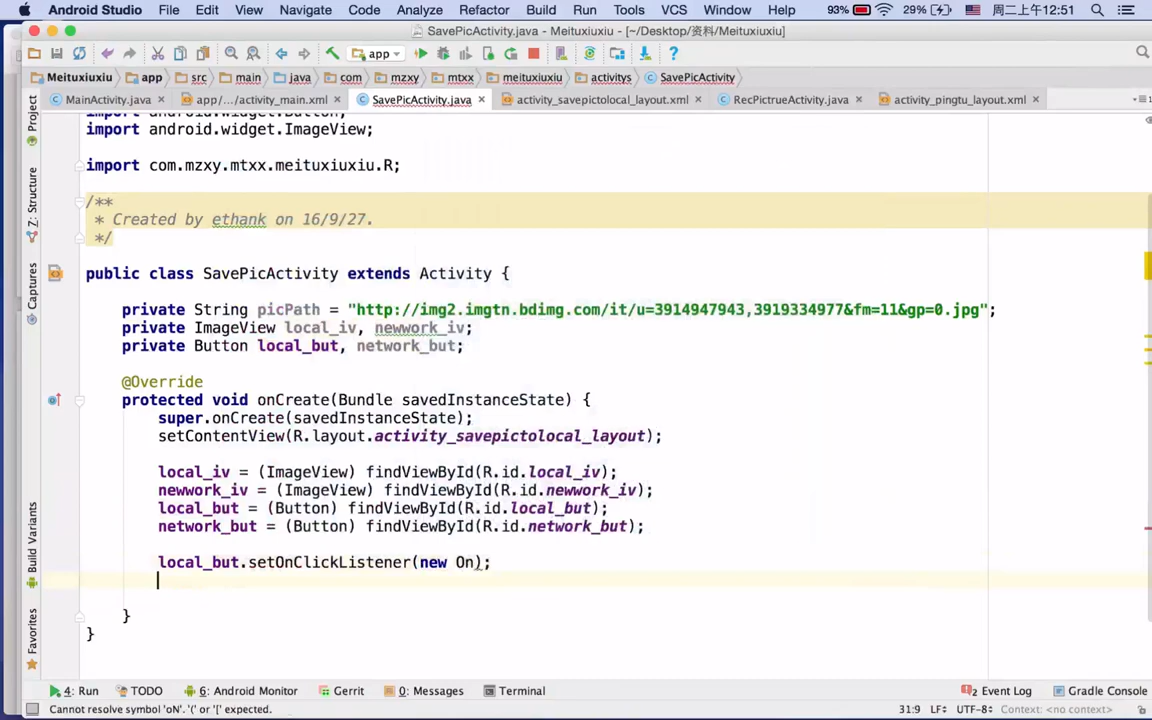 Android Studio File Edit View Navigate Code Analyze Refactor Build Run Tools VCS Window Help 93% 29% 周二上午12:51
SavePicActivity.java - Meituxiuxiu - [~/Desktop/资料/Meituxiuxiu]
app
Meituxiuxiu app src main java com mzxy mtxx meituxiuxiu activitys SavePicActivity
MainActivity.java app/.../activity_main.xml SavePicActivity.java activity_savepictolocal_layout.xml RecPictrueActivity.java activity_pingtu_layout.xml
Project
Z: Structure
Captures
Build Variants
Favorites
import android.widget.Button;
import android.widget.ImageView;
import com.mzxy.mtxx.meituxiuxiu.R;
/**
* Created by ethank on 16/9/27.
*/
public class SavePicActivity extends Activity {
private String picPath = "http://img2.imgtn.bdimg.com/it/u=3914947943,3919334977&fm=11&gp=0.jpg";
private ImageView local_iv, newwork_iv;
private Button local_but, network_but;
@Override
protected void onCreate(Bundle savedInstanceState) {
super.onCreate(savedInstanceState);
setContentView(R.layout.activity_savepictolocal_layout);
local_iv = (ImageView) findViewById(R.id.local_iv);
newwork_iv = (ImageView) findViewById(R.id.newwork_iv);
local_but = (Button) findViewById(R.id.local_but);
network_but = (Button) findViewById(R.id.network_but);
local_but.setOnClickListener(new On);
}
}
4: Run TODO 6: Android Monitor Gerrit 0: Messages Terminal 2 Event Log Gradle Console
Cannot resolve symbol 'oN'. '(' or '[' expected. 31:9 LF÷ UTF-8÷ Context: <no context>